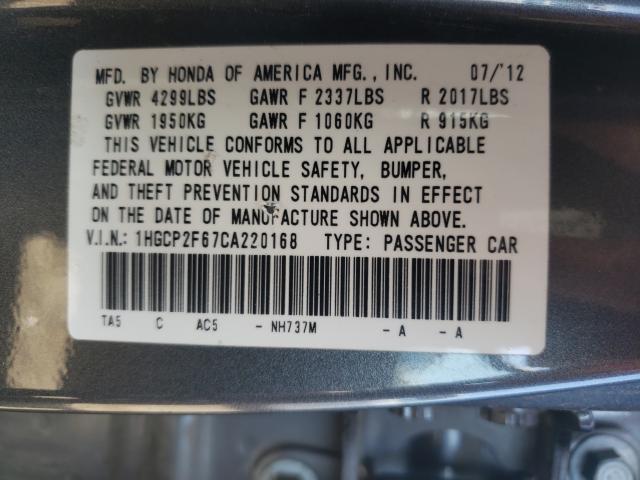 MFD. BY HONDA OF AMERICA MFG., INC. 07/'12
GVWR 4299LBS GAWR F 2337LBS R 2017LBS
GVWR 1950KG GAWR F 1060KG R 915KG
THIS VEHICLE CONFORMS TO ALL APPLICABLE
FEDERAL MOTOR VEHICLE SAFETY, BUMPER,
AND THEFT PREVENTION STANDARDS IN EFFECT
ON THE DATE OF MANUFACTURE SHOWN ABOVE.
V.I.N.: 1HGCP2F67CA220168 TYPE: PASSENGER CAR
TA5 C AC5 - NH737M - A - A